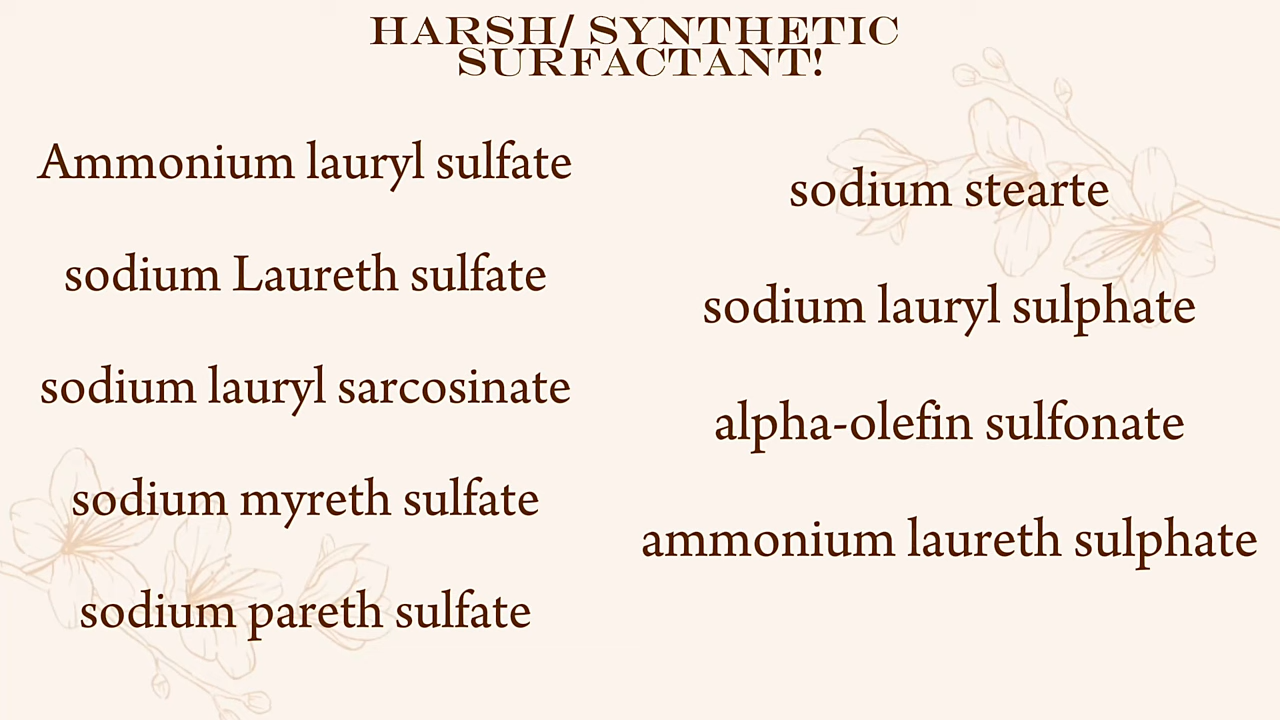 HARSH/ SYNTHETIC
SURFACTANT!
Ammonium lauryl sulfate
sodium Laureth sulfate
sodium lauryl sarcosinate
sodium myreth sulfate
sodium pareth sulfate
sodium stearte
sodium lauryl sulphate
alpha-olefin sulfonate
ammonium laureth sulphate